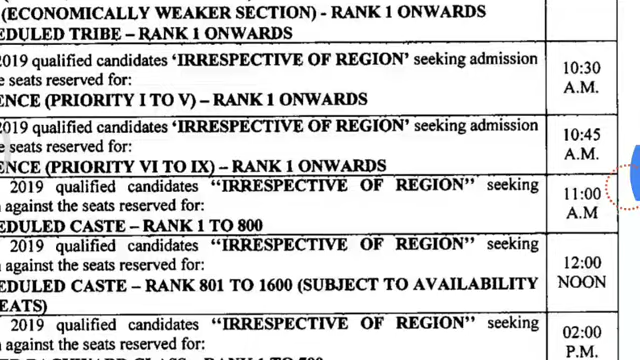 (ECONOMICALLY WEAKER SECTION) - RANK 1 ONWARDS
EDULED TRIBE – RANK 1 ONWARDS
2019 qualified candidates ‘IRRESPECTIVE OF REGION’ seeking admission
e seats reserved for:
ENCE (PRIORITY I TO V) – RANK 1 ONWARDS
10:30
A.M.
2019 qualified candidates ‘IRRESPECTIVE OF REGION’ seeking admission
e seats reserved for:
ENCE (PRIORITY VI TO IX) – RANK 1 ONWARDS
10:45
A.M.
2019 qualified candidates “IRRESPECTIVE OF REGION” seeking
n against the seats reserved for:
EDULED CASTE – RANK 1 TO 800
11:00
A.M
2019 qualified candidates “IRRESPECTIVE OF REGION” seeking
n against the seats reserved for:
EDULED CASTE – RANK 801 TO 1600 (SUBJECT TO AVAILABILITY
EATS)
12:00
NOON
2019 qualified candidates “IRRESPECTIVE OF REGION” seeking
n against the seats reserved for:
02:00
P.M.